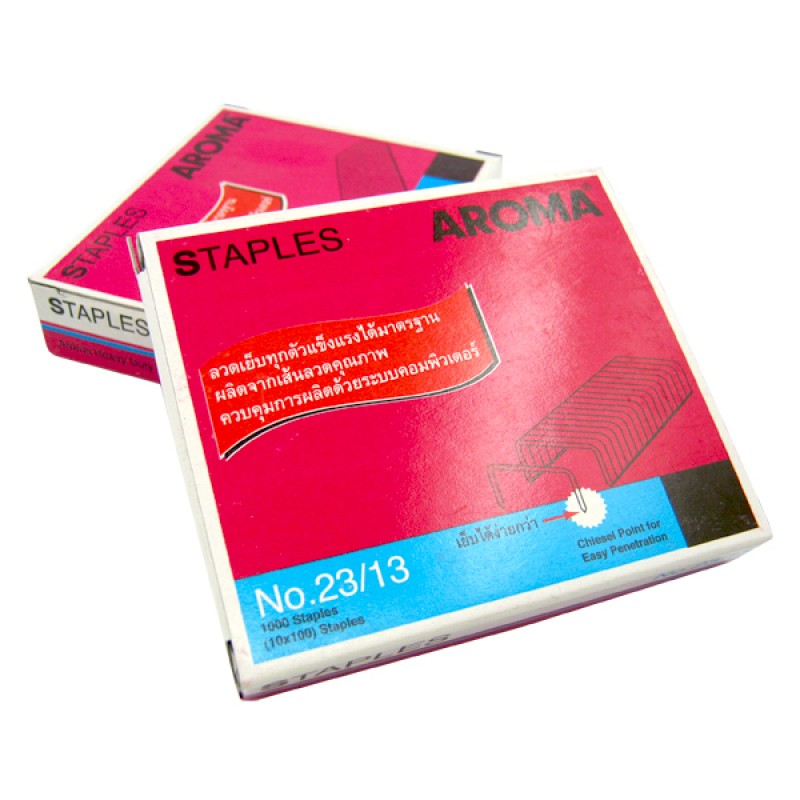 STAPLES AROMA
STAPLES
STAPLES AROMA®
ลวดเย็บทุกตัวแข็งแรงได้มาตรฐาน
ผลิตจากเส้นลวดคุณภาพ
ควบคุมการผลิตด้วยระบบคอมพิวเตอร์
เย็บได้ง่ายกว่า
Chiesel Point for
Easy Penetration
No.23/13
1000 Staples
(10x100) Staples
STAPLES